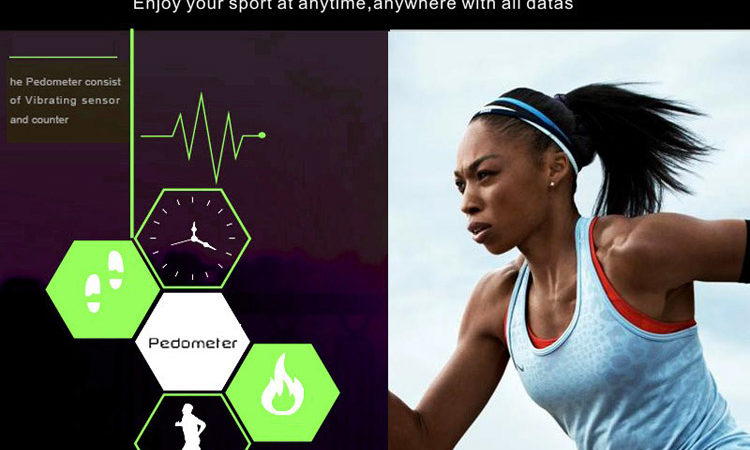 Enjoy your sport at anytime,anywhere with all datas
he Pedometer consist
of Vibrating sensor
and counter
Pedometer